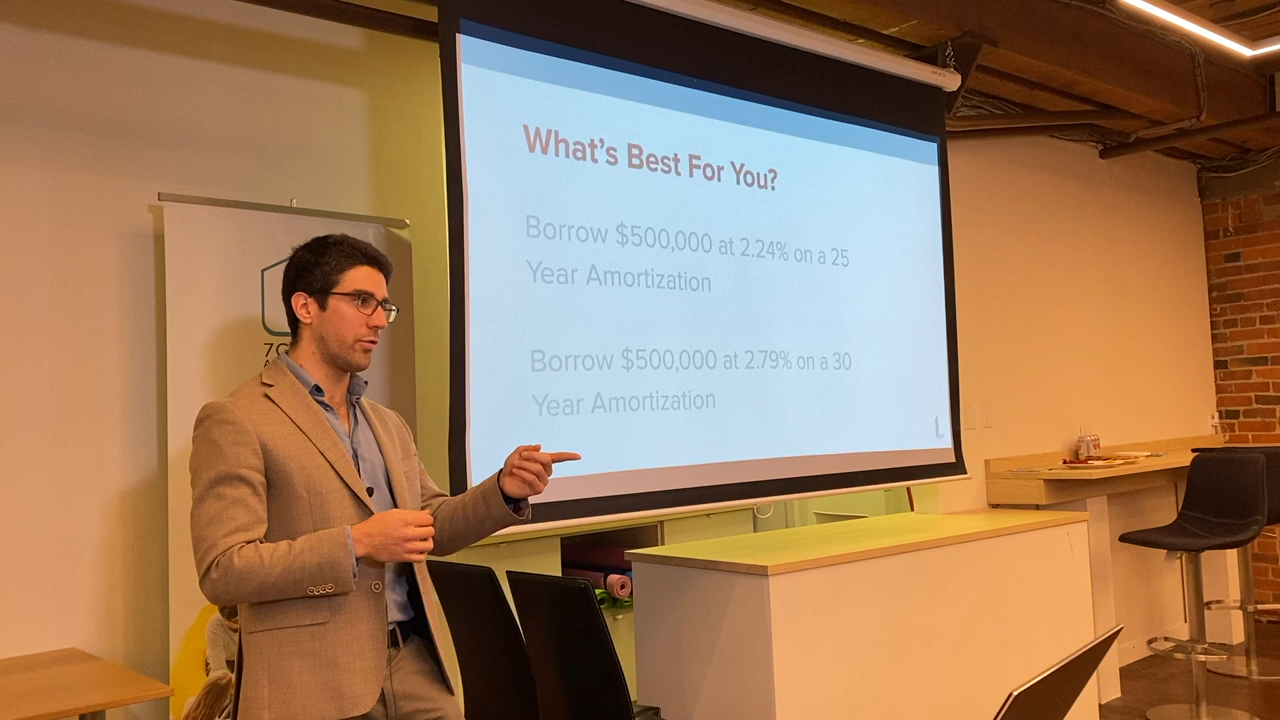 What's Best For You?
Borrow $500,000 at 2.24% on a 25
Year Amortization
Borrow $500,000 at 2.79% on a 30
Year Amortization